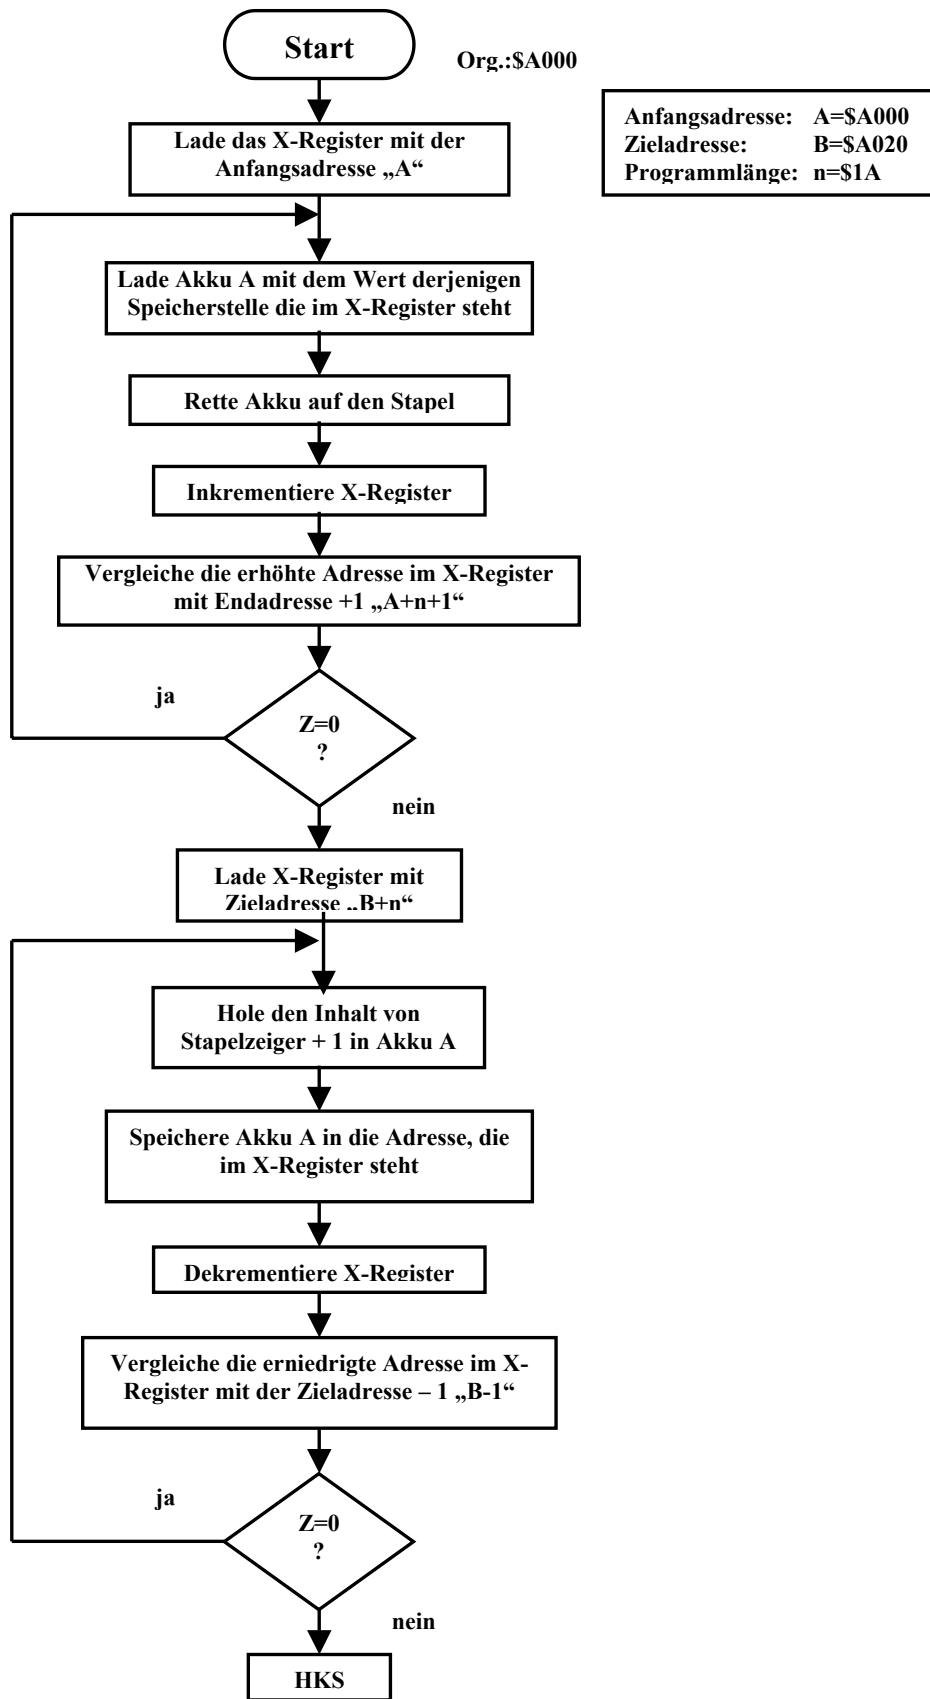 Start
Org.:$A000
Anfangsadresse: A=$A000
Zieladresse: B=$A020
Programmlänge: n=$1A
Lade das X-Register mit der
Anfangsadresse „A“
Lade Akku A mit dem Wert derjenigen
Speicherstelle die im X-Register steht
Rette Akku auf den Stapel
Inkrementiere X-Register
Vergleiche die erhöhte Adresse im X-Register
mit Endadresse +1 „A+n+1“
ja
Z=0
?
nein
Lade X-Register mit
Zieladresse „B+n“
Hole den Inhalt von
Stapelzeiger + 1 in Akku A
Speichere Akku A in die Adresse, die
im X-Register steht
Dekrementiere X-Register
Vergleiche die erniedrigte Adresse im X-
Register mit der Zieladresse – 1 „B-1“
ja
Z=0
?
nein
HKS